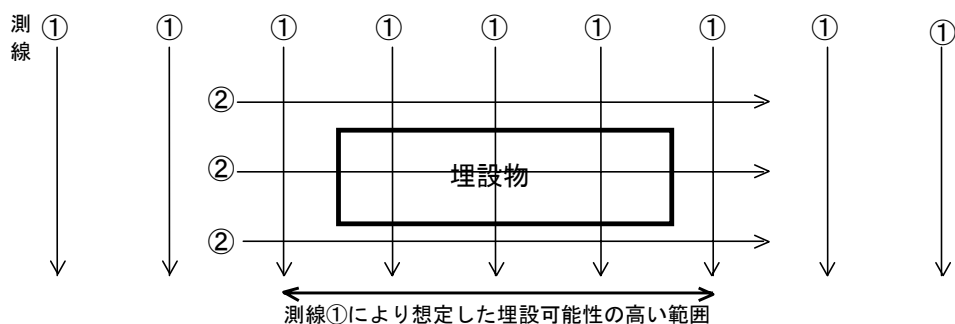 測線
① ① ① ① ① ① ① ① ①
②
②
埋設物
②
測線①により想定した埋設可能性の高い範囲